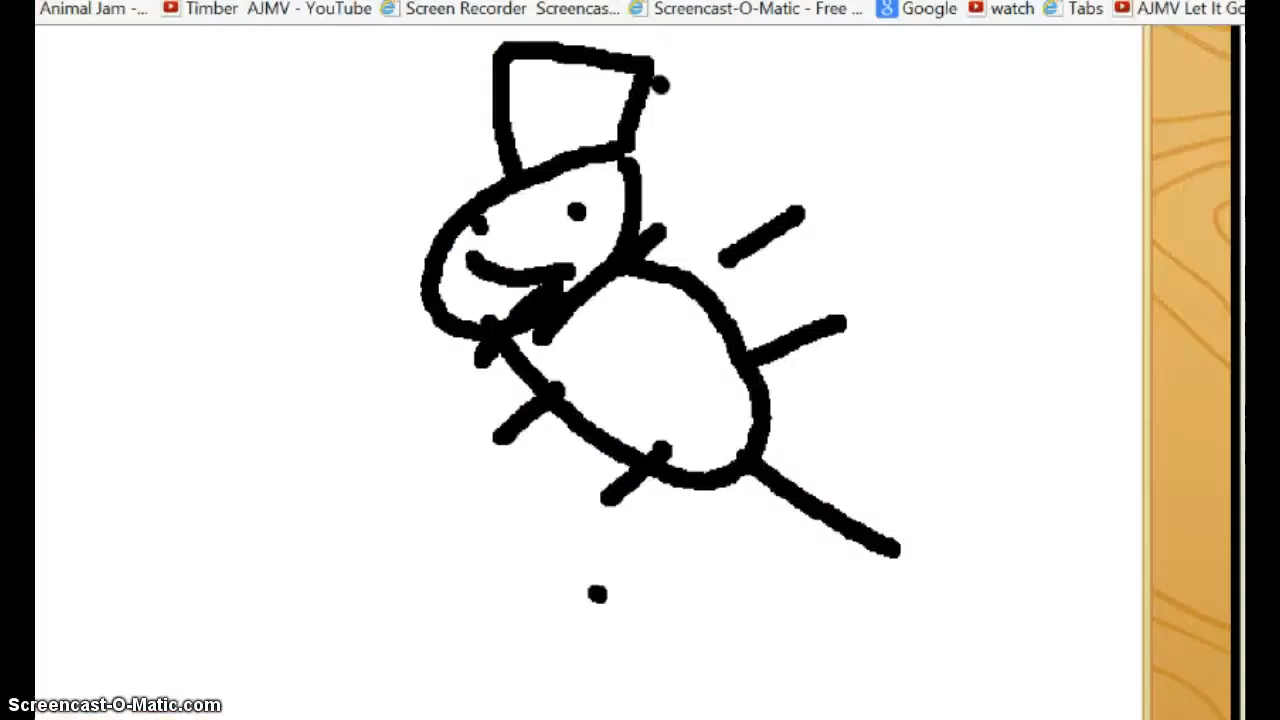 Animal Jam -... Timber AJMV - YouTube Screen Recorder Screencas... Screencast-O-Matic - Free ... Google watch Tabs AJMV Let It Go
Screencast-O-Matic.com